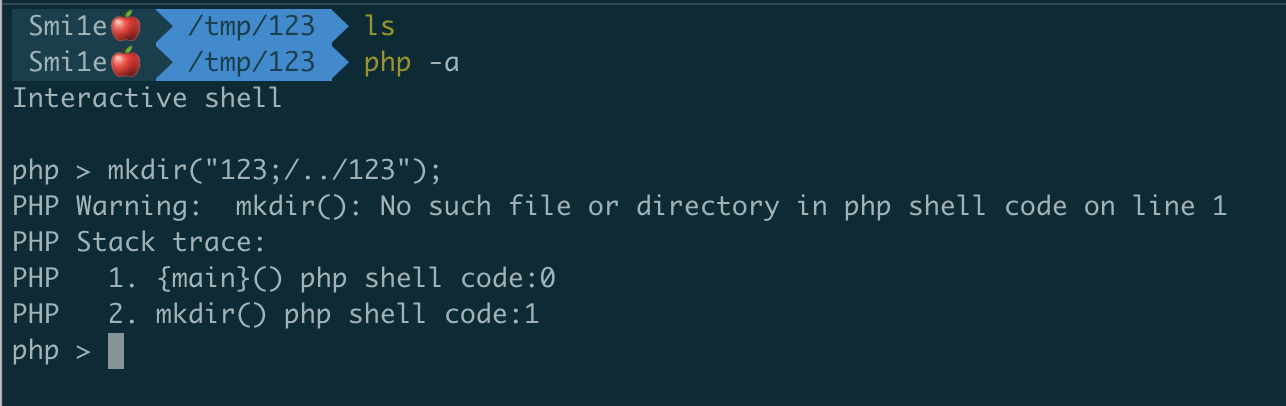 Smi1e🍎 /tmp/123 ls
Smi1e🍎 /tmp/123 php -a
Interactive shell
php > mkdir("123;/../123");
PHP Warning:  mkdir(): No such file or directory in php shell code on line 1
PHP Stack trace:
PHP   1. {main}() php shell code:0
PHP   2. mkdir() php shell code:1
php >